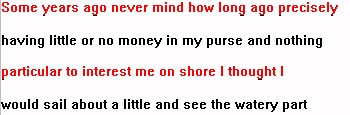 Some years ago never mind how long ago precisely
having little or no money in my purse and nothing
particular to interest me on shore I thought I
would sail about a little and see the watery part